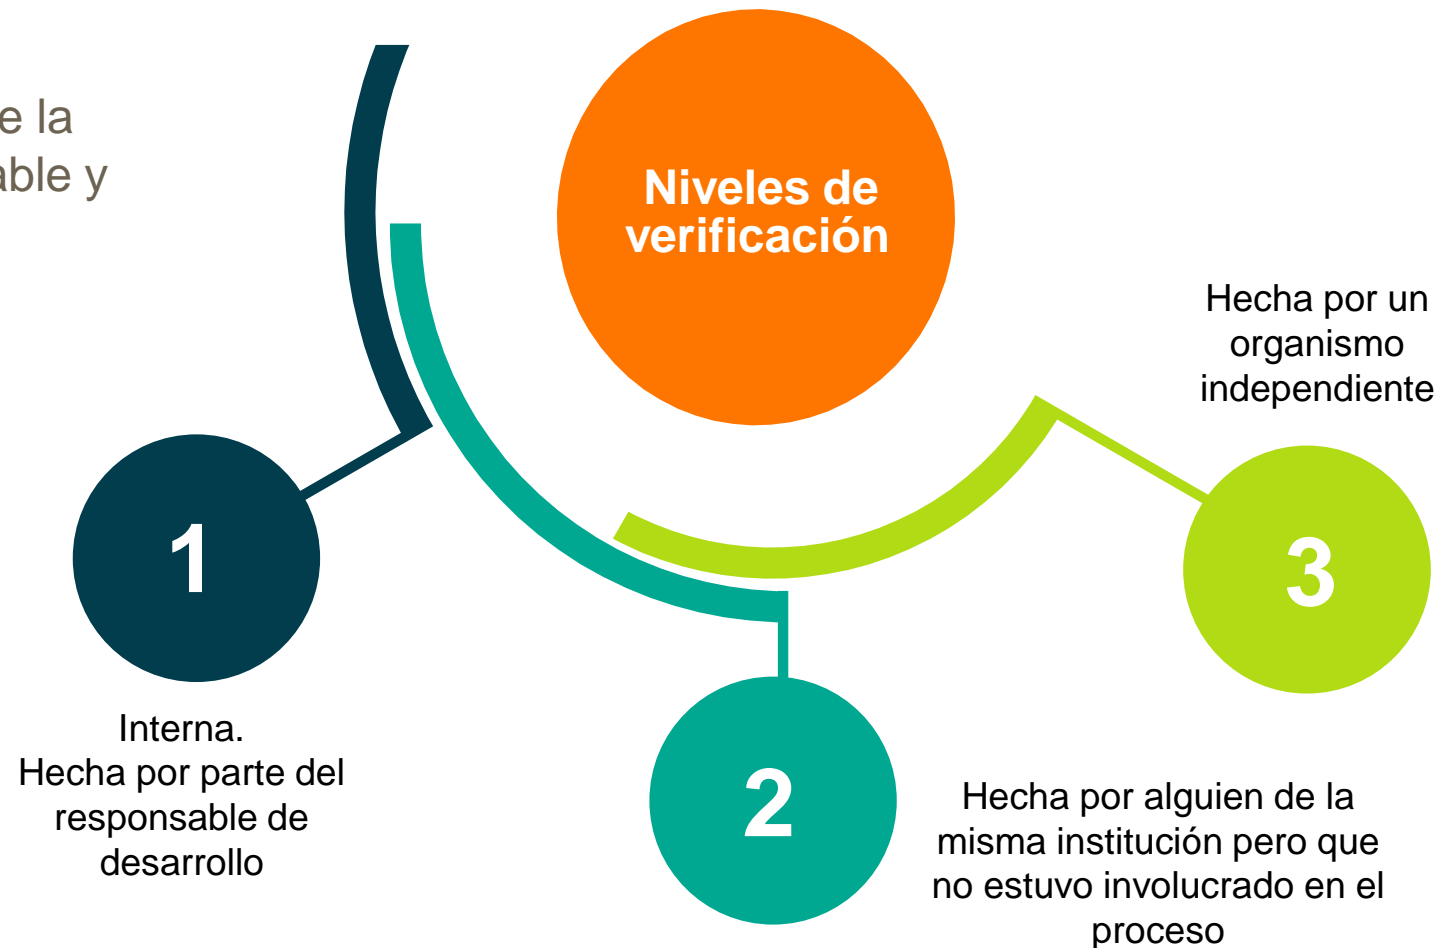 e la
able y
Niveles de
verificación
Hecha por un
organismo
independiente
1
Interna.
Hecha por parte del
responsable de
desarrollo
2
Hecha por alguien de la
misma institución pero que
no estuvo involucrado en el
proceso
3